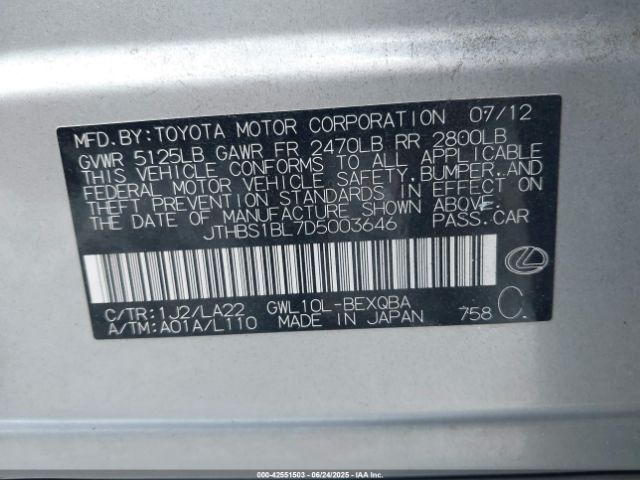 MFD.BY:TOYOTA MOTOR CORPORATION 07/12
GVWR 5125LB GAWR FR 2470LB RR 2800LB
THIS VEHICLE CONFORMS TO ALL APPLICABLE
FEDERAL MOTOR VEHICLE SAFETY,BUMPER,AND
THEFT PREVENTION STANDARDS IN EFFECT ON
THE DATE OF MANUFACTURE SHOWN ABOVE.
JTHBS1BL7D5003646 PASS.CAR
C/TR:1J2/LA22 GWL10L-BEXQBA
A/TM:A01A/L110 MADE IN JAPAN 758 C.
000-42551503 - 06/24/2025 - IAAI